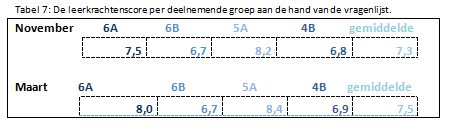 Tabel 7: De leerkrachtenscore per deelnemende groep aan de hand van de vragenlijst.
November 6A 6B 5A 4B gemiddelde
7,5 6,7 8,2 6,8 7,3
Maart 6A 6B 5A 4B gemiddelde
8,0 6,7 8,4 6,9 7,5